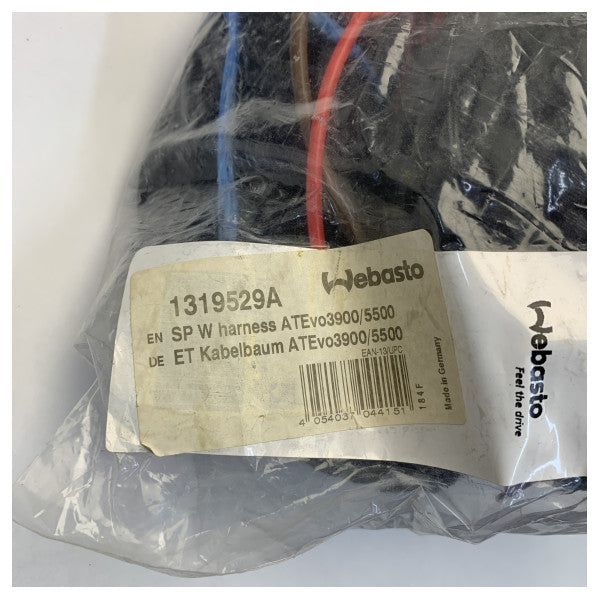 Webasto
1319529A
EN SP W harness ATEvo3900/5500
DE ET Kabelbaum ATEvo3900/5500
EAN-13/UPC
4 054037 044151
184F
Made in Germany
Webasto
Feel the drive